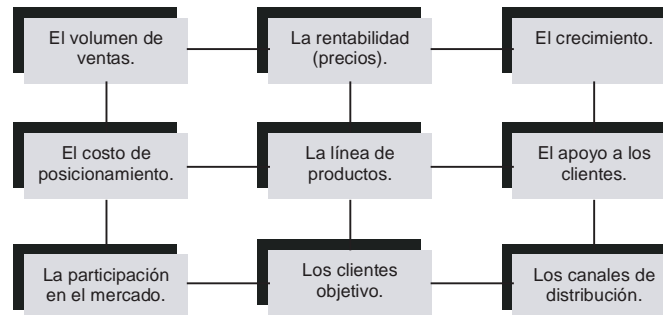 El volumen de
ventas.
La rentabilidad
(precios).
El crecimiento.
El costo de
posicionamiento.
La línea de
productos.
El apoyo a los
clientes.
La participación
en el mercado.
Los clientes
objetivo.
Los canales de
distribución.